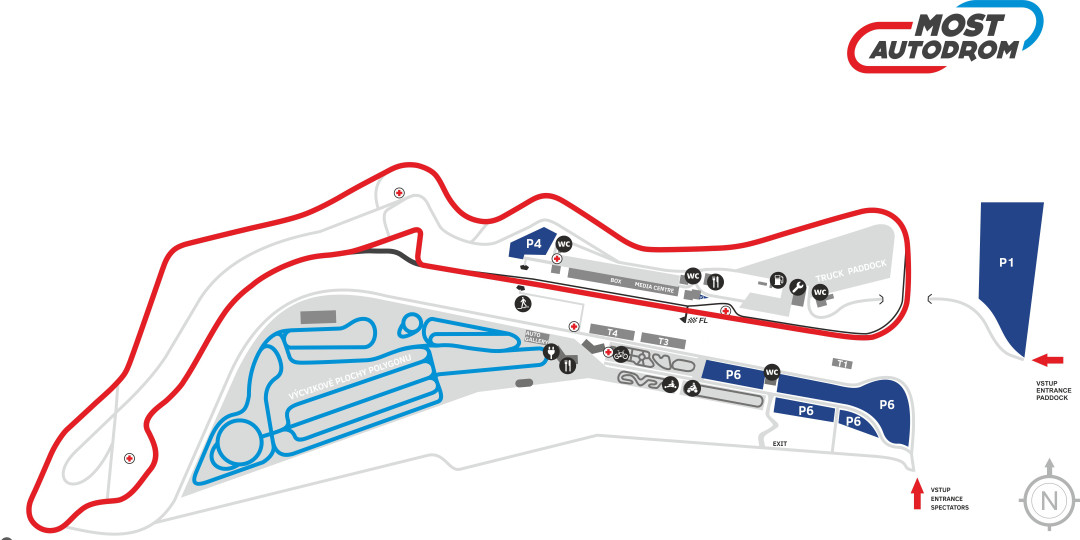 MOST
AUTODROM
P4
WC
P1
BOX
MEDIA CENTRE
WC
TRUCK PADDOCK
WC
FL
T4
T3
AUTO
GALLERY
VÝCVIKOVÉ PLOCHY POLYGONU
T1
P6
WC
P6
P6
P6
EXIT
VSTUP
ENTRANCE
PADDOCK
VSTUP
ENTRANCE
SPECTATORS
N